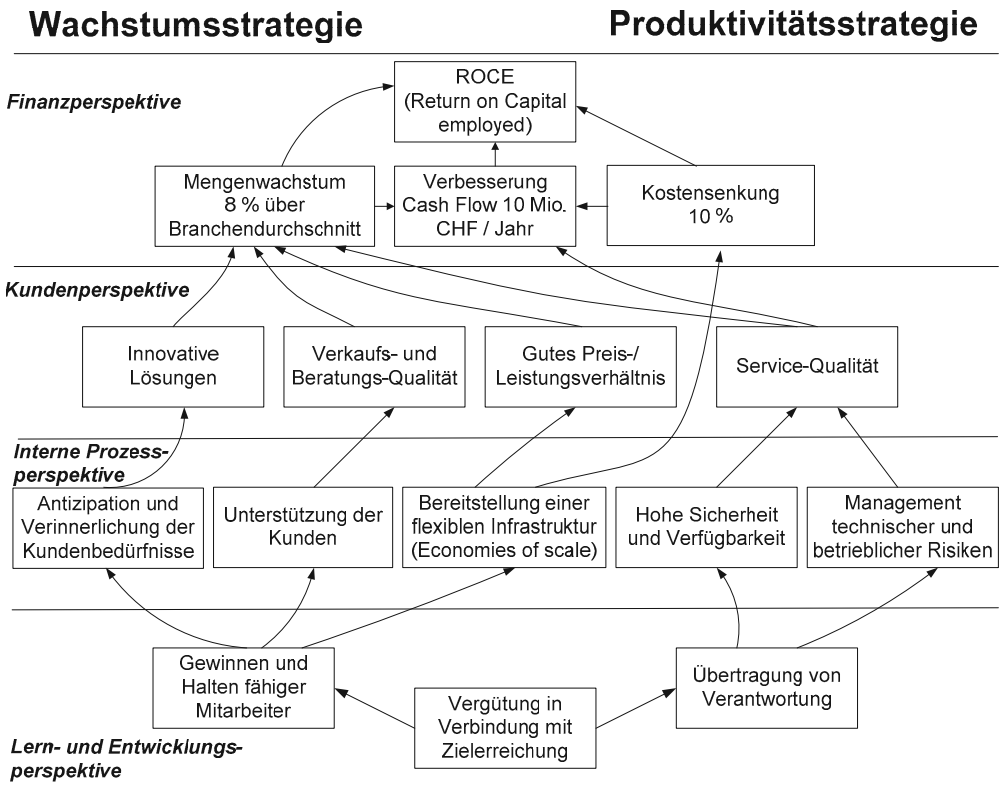 Wachstumsstrategie
Produktivitätsstrategie
Finanzperspektive
ROCE
(Return on Capital
employed)
Mengenwachstum
8 % über
Branchendurchschnitt
Verbesserung
Cash Flow 10 Mio.
CHF / Jahr
Kostensenkung
10 %
Kundenperspektive
Innovative
Lösungen
Verkaufs- und
Beratungs-Qualität
Gutes Preis-/
Leistungsverhältnis
Service-Qualität
Interne Prozess-
perspektive
Antizipation und
Verinnerlichung der
Kundenbedürfnisse
Unterstützung der
Kunden
Bereitstellung einer
flexiblen Infrastruktur
(Economies of scale)
Hohe Sicherheit
und Verfügbarkeit
Management
technischer und
betrieblicher Risiken
Gewinnen und
Halten fähiger
Mitarbeiter
Vergütung in
Verbindung mit
Zielerreichung
Übertragung von
Verantwortung
Lern- und Entwicklungs-
perspektive